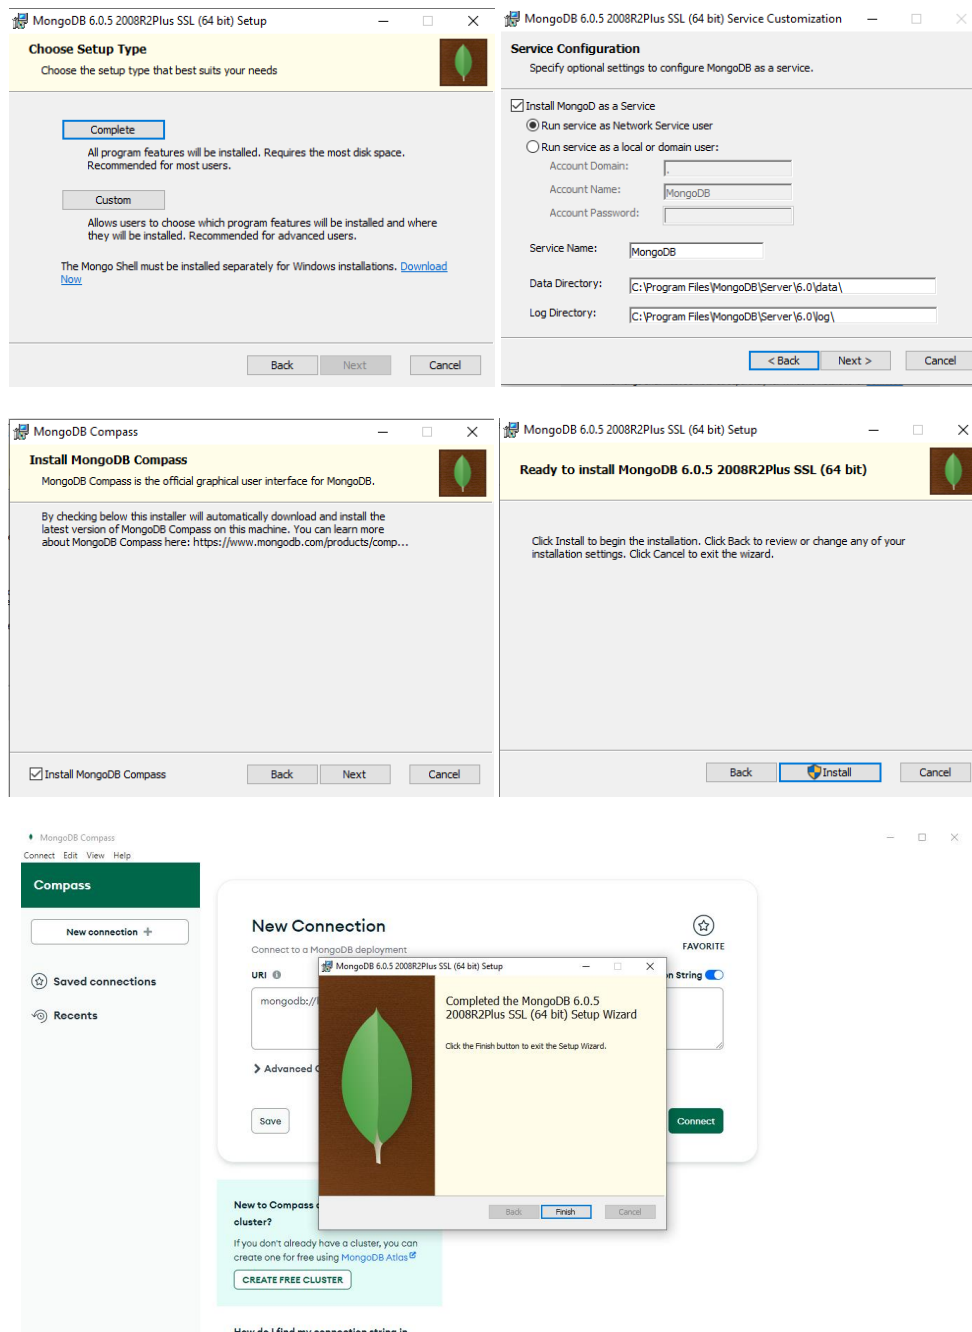 MongoDB 6.0.5 2008R2Plus SSL (64 bit) Setup
Choose Setup Type
Choose the setup type that best suits your needs
Complete
All program features will be installed. Requires the most disk space.
Recommended for most users.
Custom
Allows users to choose which program features will be installed and where
they will be installed. Recommended for advanced users.
The Mongo Shell must be installed separately for Windows installations. Download
Now
Back Next Cancel
MongoDB 6.0.5 2008R2Plus SSL (64 bit) Service Customization
Service Configuration
Specify optional settings to configure MongoDB as a service.
Install MongoD as a Service
Run service as Network Service user
Run service as a local or domain user:
Account Domain: .
Account Name: MongoDB
Account Password:
Service Name: MongoDB
Data Directory: C:\Program Files\MongoDB\Server\6.0\data\
Log Directory: C:\Program Files\MongoDB\Server\6.0\log\
< Back Next > Cancel
MongoDB Compass
Install MongoDB Compass
MongoDB Compass is the official graphical user interface for MongoDB.
By checking below this installer will automatically download and install the
latest version of MongoDB Compass on this machine. You can learn more
about MongoDB Compass here: https://www.mongodb.com/products/comp...
Install MongoDB Compass Back Next Cancel
MongoDB 6.0.5 2008R2Plus SSL (64 bit) Setup
Ready to install MongoDB 6.0.5 2008R2Plus SSL (64 bit)
Click Install to begin the installation. Click Back to review or change any of your
installation settings. Click Cancel to exit the wizard.
Back Install Cancel
MongoDB Compass
Connect Edit View Help
Compass
New connection +
Saved connections
Recents
New Connection
Connect to a MongoDB deployment
FAVORITE
URI
n String
mongodb://l
Advanced
Save
Connect
MongoDB 6.0.5 2008R2Plus SSL (64 bit) Setup
Completed the MongoDB 6.0.5
2008R2Plus SSL (64 bit) Setup Wizard
Click the Finish button to exit the Setup Wizard.
Back Finish Cancel
New to Compass
cluster?
If you don't already have a cluster, you can
create one for free using MongoDB Atlas
CREATE FREE CLUSTER
How do I find my connection string in